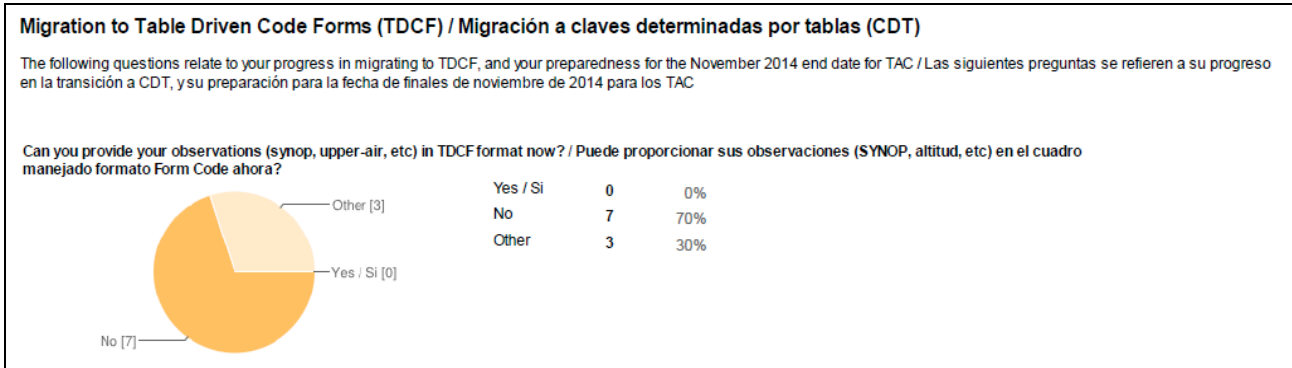 Migration to Table Driven Code Forms (TDCF) / Migración a claves determinadas por tablas (CDT)
The following questions relate to your progress in migrating to TDCF, and your preparedness for the November 2014 end date for TAC / Las siguientes preguntas se refieren a su progreso
en la transición a CDT, y su preparación para la fecha de finales de noviembre de 2014 para los TAC
Can you provide your observations (synop, upper-air, etc) in TDCF format now? / Puede proporcionar sus observaciones (SYNOP, altitud, etc) en el cuadro
manejado formato Form Code ahora?
Yes / Si 0 0%
No 7 70%
Other 3 30%
Other [3]
Yes / Si [0]
No [7]